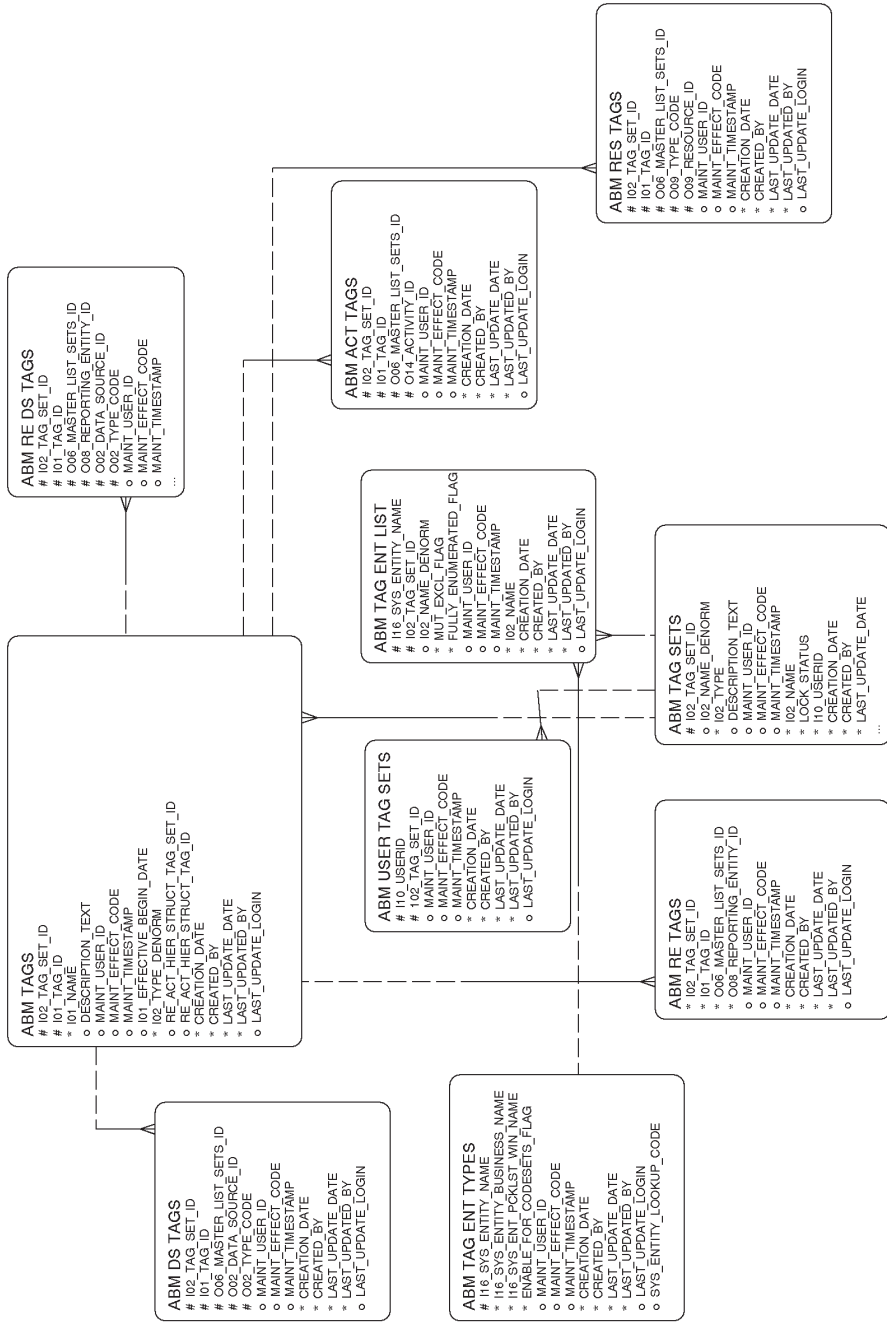 ABM TAGS
# I02_TAG_SET_ID
# I01_TAG_ID
* I01_NAME
o DESCRIPTION_TEXT
o MAINT_USER_ID
o MAINT_EFFECT_CODE
o MAINT_TIMESTAMP
o I01_EFFECTIVE_BEGIN_DATE
* I02_TYPE_DENORM
o RE_ACT_HIER_STRUCT_TAG_SET_ID
o RE_ACT_HIER_STRUCT_TAG_ID
* CREATION_DATE
* CREATED_BY
* LAST_UPDATE_DATE
* LAST_UPDATED_BY
o LAST_UPDATE_LOGIN
ABM RE DS TAGS
# I02_TAG_SET_ID
# I01_TAG_ID
# O06_MASTER_LIST_SETS_ID
# O08_REPORTING_ENTITY_ID
# O02_DATA_SOURCE_ID
# O02_TYPE_CODE
o MAINT_USER_ID
o MAINT_EFFECT_CODE
o MAINT_TIMESTAMP
...
ABM DS TAGS
# I02_TAG_SET_ID
# I01_TAG_ID
# O06_MASTER_LIST_SETS_ID
# O02_DATA_SOURCE_ID
# O02_TYPE_CODE
o MAINT_USER_ID
o MAINT_EFFECT_CODE
o MAINT_TIMESTAMP
* CREATION_DATE
* CREATED_BY
* LAST_UPDATE_DATE
* LAST_UPDATED_BY
o LAST_UPDATE_LOGIN
ABM USER TAG SETS
# I10_USERID
# 102_TAG_SET_ID
o MAINT_USER_ID
o MAINT_EFFECT_CODE
o MAINT_TIMESTAMP
* CREATION_DATE
* CREATED_BY
* LAST_UPDATE_DATE
* LAST_UPDATED_BY
o LAST_UPDATE_LOGIN
ABM TAG ENT LIST
# I16_SYS_ENTITY_NAME
# I02_TAG_SET_ID
o I02_NAME_DENORM
* MUT_EXCL_FLAG
* FULLY_ENUMERATED_FLAG
o MAINT_USER_ID
o MAINT_EFFECT_CODE
o MAINT_TIMESTAMP
* I02_NAME
* CREATION_DATE
* CREATED_BY
* LAST_UPDATE_DATE
* LAST_UPDATED_BY
o LAST_UPDATE_LOGIN
ABM ACT TAGS
# I02_TAG_SET_ID
# I01_TAG_ID
# O06_MASTER_LIST_SETS_ID
# O14_ACTIVITY_ID
o MAINT_USER_ID
o MAINT_EFFECT_CODE
o MAINT_TIMESTAMP
* CREATION_DATE
* CREATED_BY
* LAST_UPDATE_DATE
* LAST_UPDATED_BY
o LAST_UPDATE_LOGIN
ABM TAG ENT TYPES
# I16_SYS_ENTITY_NAME
* I16_SYS_ENTITY_BUSINESS_NAME
* I16_SYS_ENT_PCKLST_WIN_NAME
* ENABLE_FOR_CODESETS_FLAG
o MAINT_USER_ID
o MAINT_EFFECT_CODE
o MAINT_TIMESTAMP
* CREATION_DATE
* CREATED_BY
* LAST_UPDATE_DATE
* LAST_UPDATED_BY
o LAST_UPDATE_LOGIN
o SYS_ENTITY_LOOKUP_CODE
ABM RE TAGS
* I02_TAG_SET_ID
* I01_TAG_ID
* O06_MASTER_LIST_SETS_ID
* O08_REPORTING_ENTITY_ID
o MAINT_USER_ID
o MAINT_EFFECT_CODE
o MAINT_TIMESTAMP
* CREATION_DATE
* CREATED_BY
* LAST_UPDATE_DATE
* LAST_UPDATED_BY
o LAST_UPDATE_LOGIN
ABM TAG SETS
# I02_TAG_SET_ID
o I02_NAME_DENORM
* I02_TYPE
o DESCRIPTION_TEXT
o MAINT_USER_ID
o MAINT_EFFECT_CODE
o MAINT_TIMESTAMP
* I02_NAME
* LOCK_STATUS
* I10_USERID
* CREATION_DATE
* CREATED_BY
* LAST_UPDATE_DATE
...
ABM RES TAGS
# I02_TAG_SET_ID
# I01_TAG_ID
# O06_MASTER_LIST_SETS_ID
# O09_TYPE_CODE
# O09_RESOURCE_ID
o MAINT_USER_ID
o MAINT_EFFECT_CODE
o MAINT_TIMESTAMP
* CREATION_DATE
* CREATED_BY
* LAST_UPDATE_DATE
* LAST_UPDATED_BY
o LAST_UPDATE_LOGIN